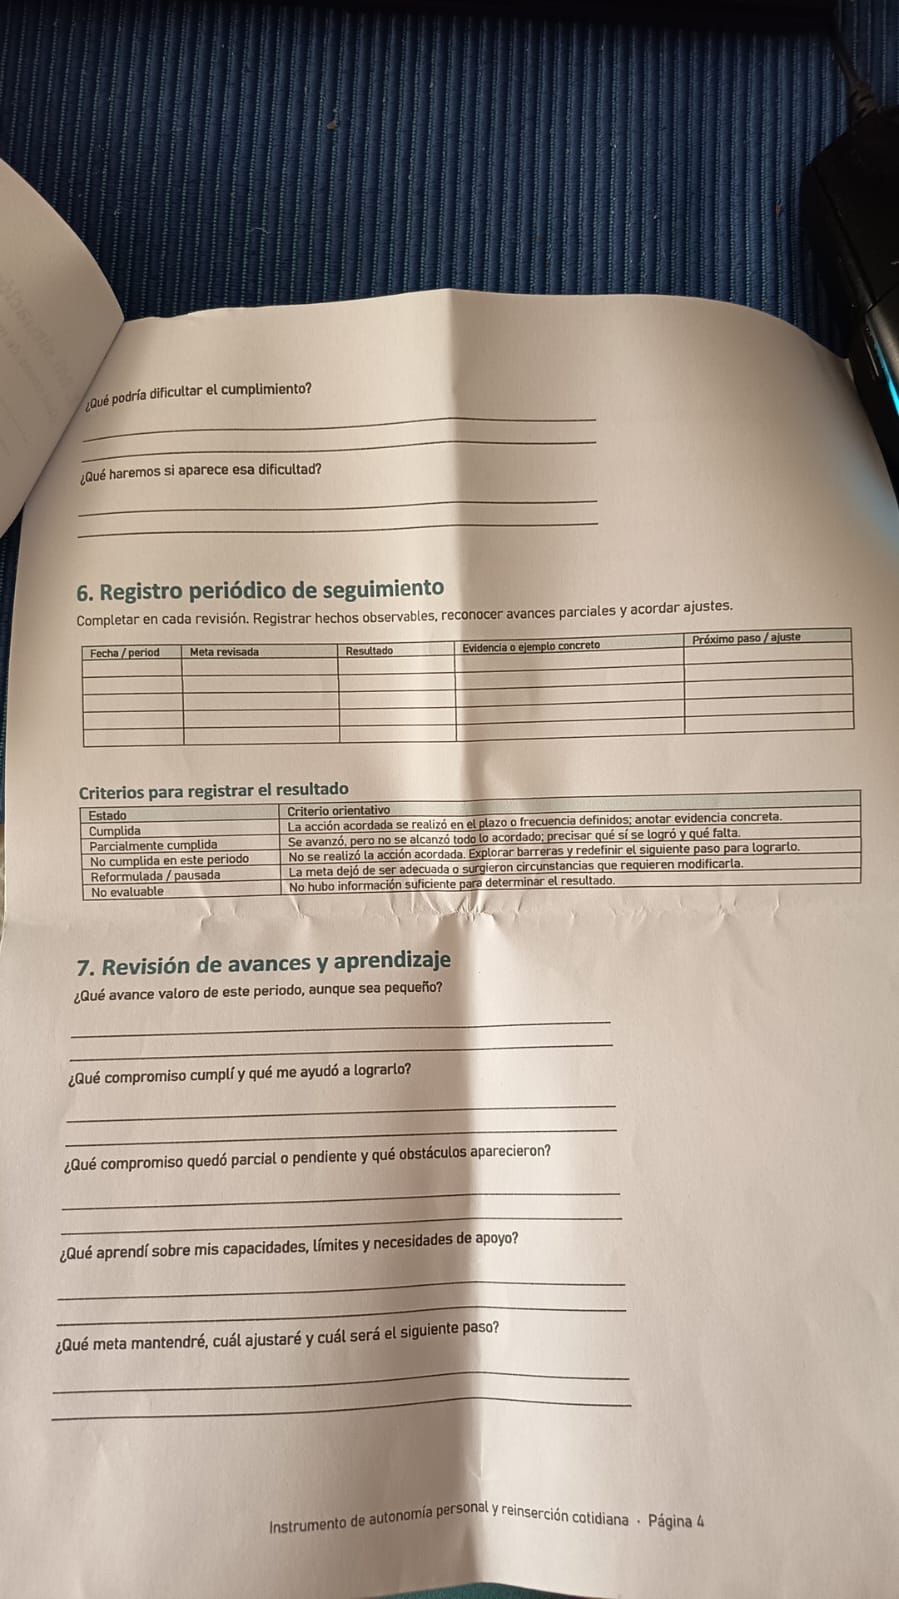 ¿Qué podría dificultar el cumplimiento?
¿Qué haremos si aparece esa dificultad?
6. Registro periódico de seguimiento
Completar en cada revisión. Registrar hechos observables, reconocer avances parciales y acordar ajustes.
Fecha / period Meta revisada Resultado Evidencia o ejemplo concreto Próximo paso / ajuste
Criterios para registrar el resultado
Estado Criterio orientativo
Cumplida La acción acordada se realizó en el plazo o frecuencia definidos; anotar evidencia concreta.
Parcialmente cumplida Se avanzó, pero no se alcanzó todo lo acordado; precisar qué sí se logró y qué falta.
No cumplida en este periodo No se realizó la acción acordada. Explorar barreras y redefinir el siguiente paso para lograrlo.
Reformulada / pausada La meta dejó de ser adecuada o surgieron circunstancias que requieren modificarla.
No evaluable No hubo información suficiente para determinar el resultado.
7. Revisión de avances y aprendizaje
¿Qué avance valoro de este periodo, aunque sea pequeño?
¿Qué compromiso cumplí y qué me ayudó a lograrlo?
¿Qué compromiso quedó parcial o pendiente y qué obstáculos aparecieron?
¿Qué aprendí sobre mis capacidades, límites y necesidades de apoyo?
¿Qué meta mantendré, cuál ajustaré y cuál será el siguiente paso?
Instrumento de autonomía personal y reinserción cotidiana · Página 4